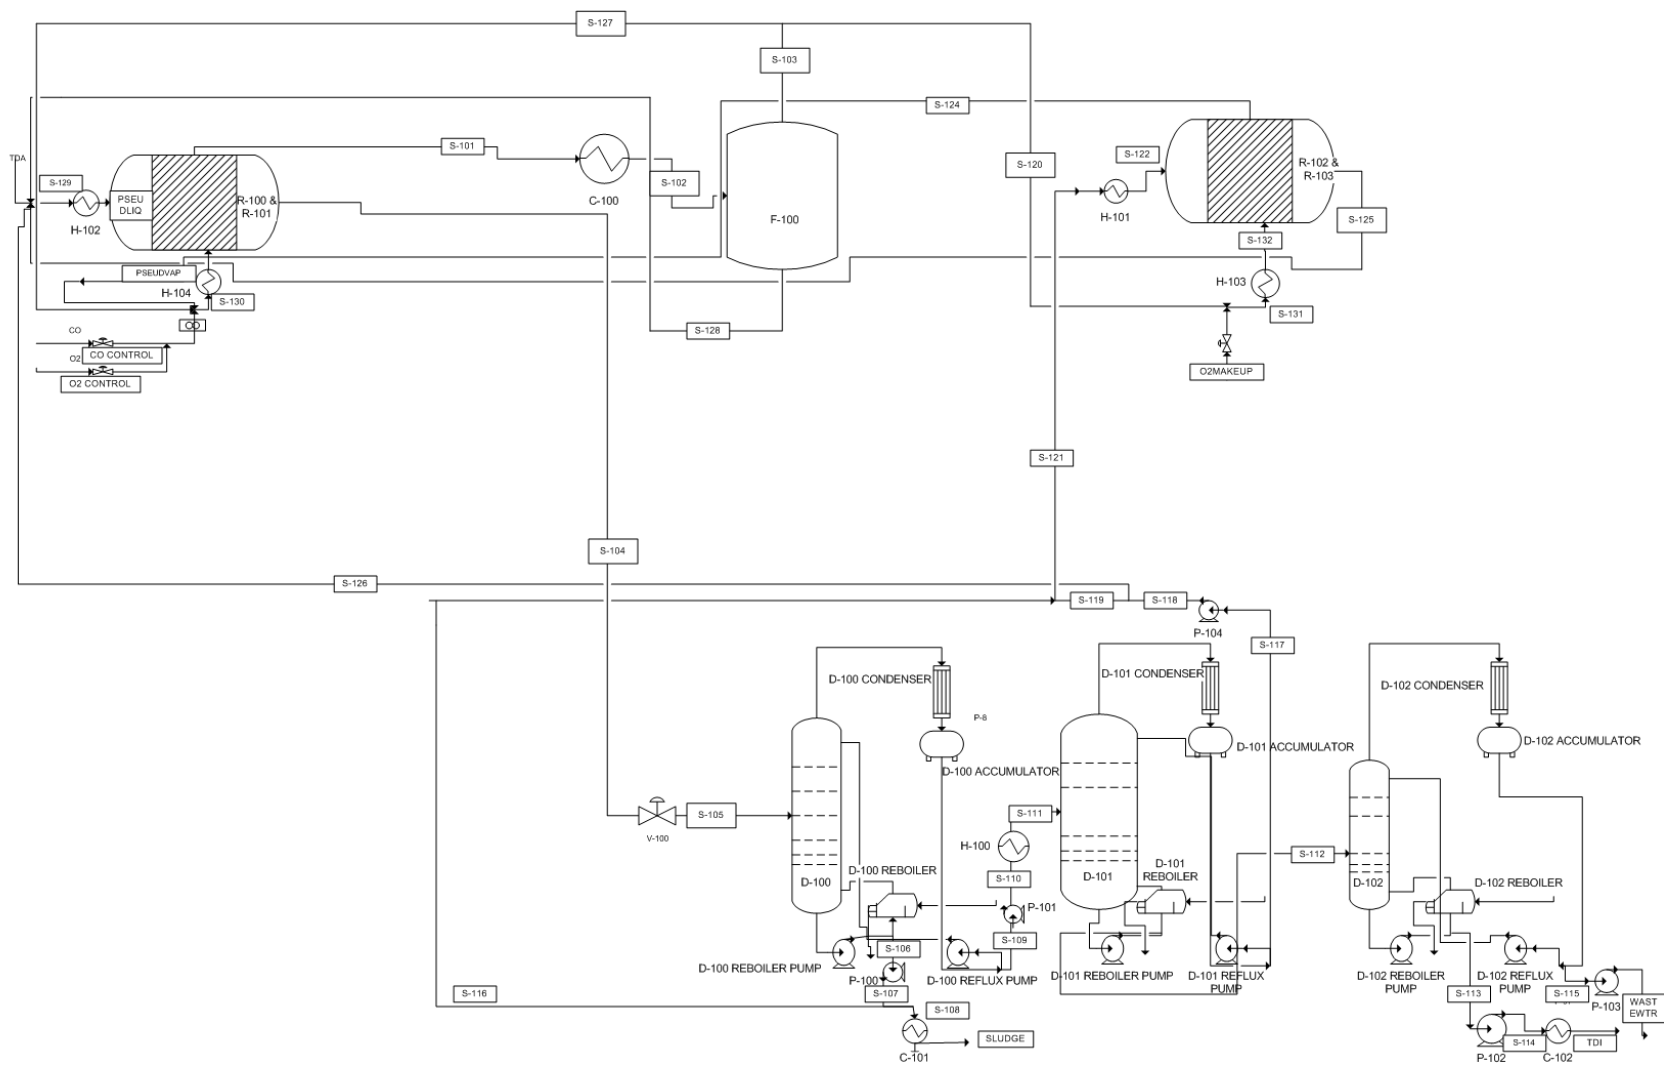 S-127
S-103
S-124
TDA
S-101
S-129
PSEU
DLIQ
R-100 &
R-101
H-102
C-100
S-102
F-100
S-120
S-122
H-101
R-102 &
R-103
S-125
S-132
PSEUDVAP
H-104
S-130
H-103
S-131
CO
CO CONTROL
O2
O2 CONTROL
S-128
O2MAKEUP
S-121
S-104
S-126
S-119
S-118
P-104
S-117
D-100 CONDENSER
D-101 CONDENSER
D-102 CONDENSER
P-8
D-100 ACCUMULATOR
D-101 ACCUMULATOR
D-102 ACCUMULATOR
S-105
V-100
S-111
H-100
S-110
P-101
S-109
D-100
D-100 REBOILER
D-101
D-101
REBOILER
S-112
D-102
D-102 REBOILER
D-100 REBOILER PUMP
S-106
P-100
D-100 REFLUX PUMP
D-101 REBOILER PUMP
D-101 REFLUX
PUMP
D-102 REBOILER
PUMP
D-102 REFLUX
PUMP
S-116
S-107
S-108
C-101
SLUDGE
S-113
S-115
P-103
WAST
EWTR
P-102
S-114
C-102
TDI